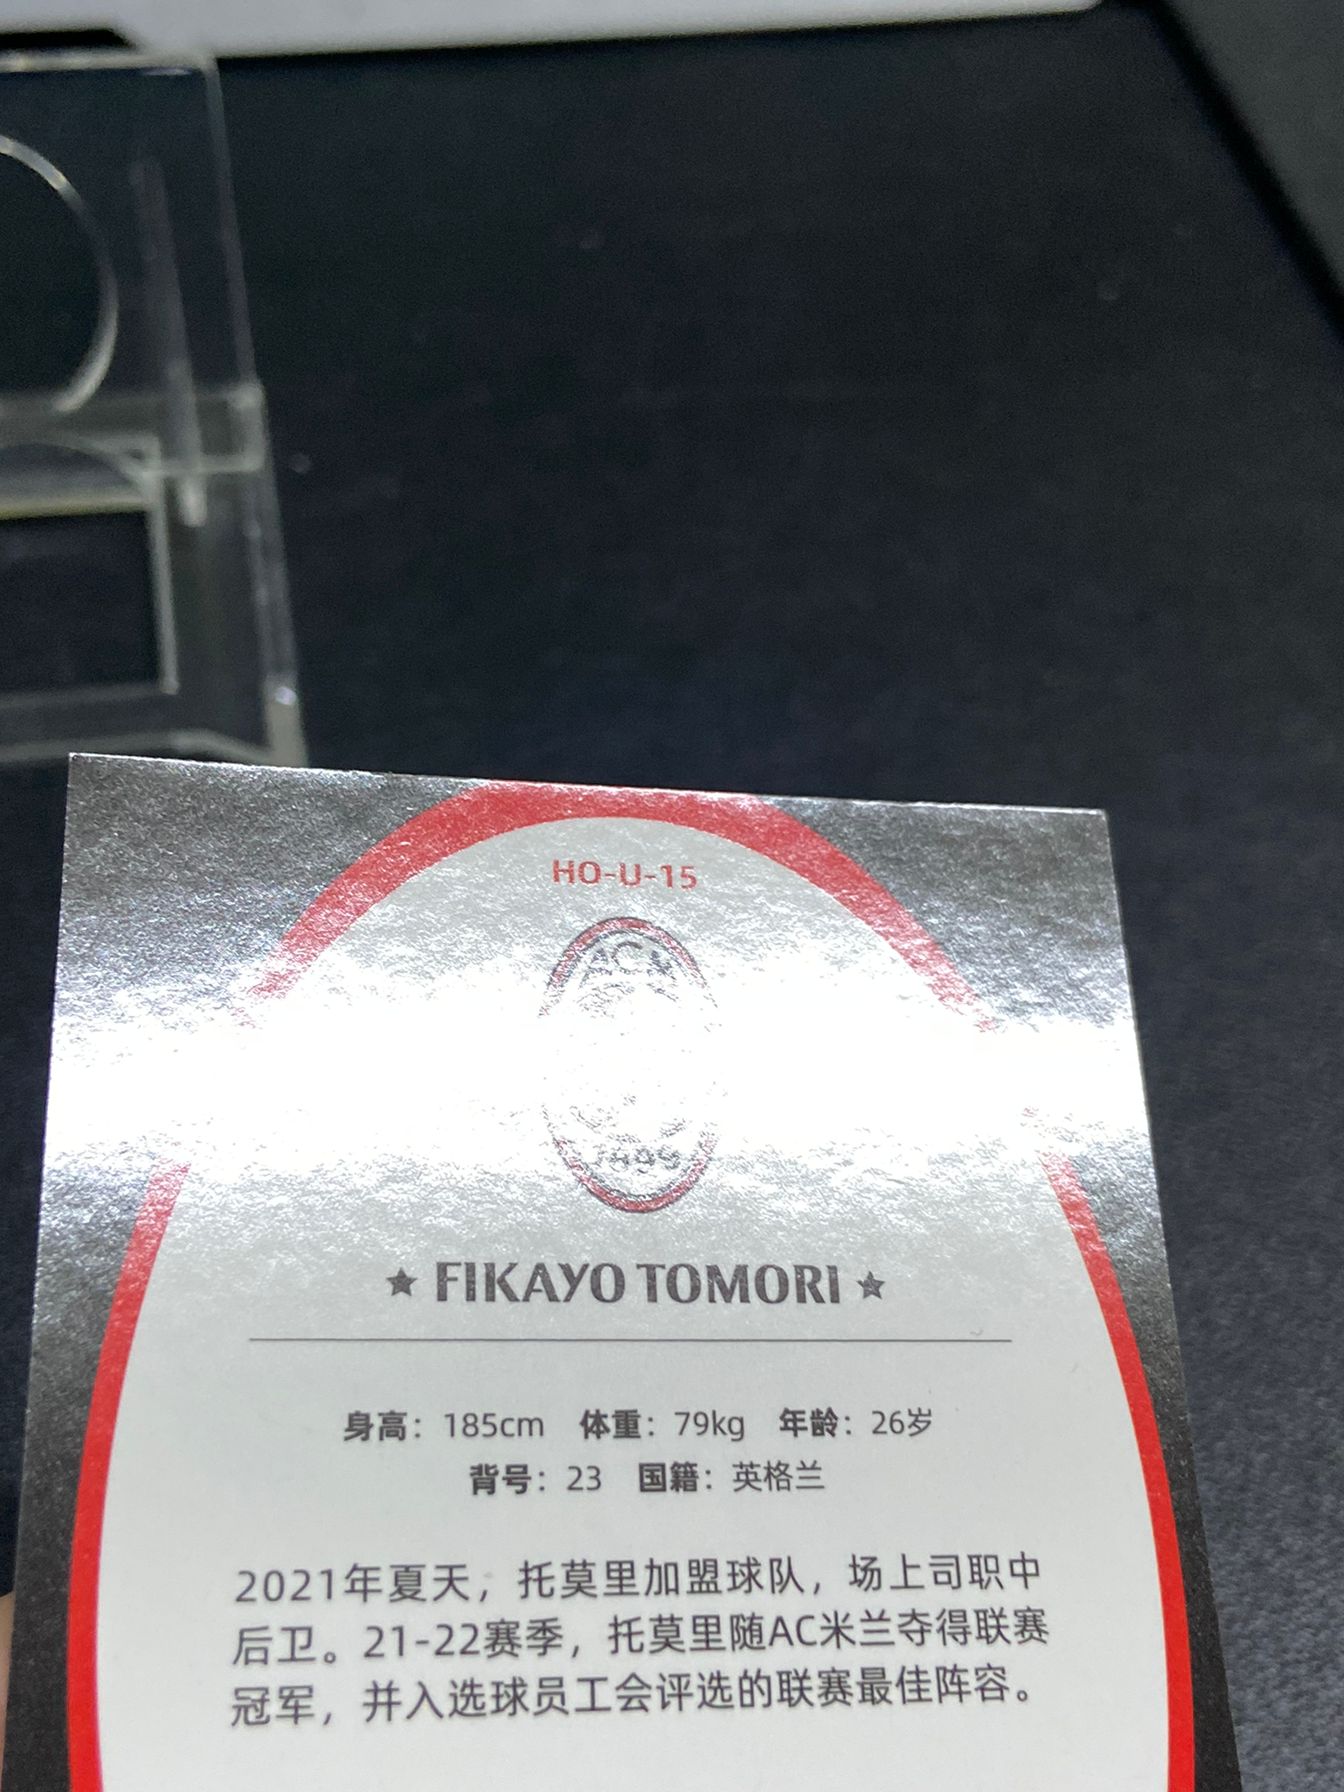 HO-U-15
AC
1899
★ FIKAYO TOMORI ★
身高：185cm 体重：79kg 年龄：26岁
背号：23 国籍：英格兰
2021年夏天，托莫里加盟球队，场上司职中
后卫。21-22赛季，托莫里随AC米兰夺得联赛
冠军，并入选球员工会评选的联赛最佳阵容。